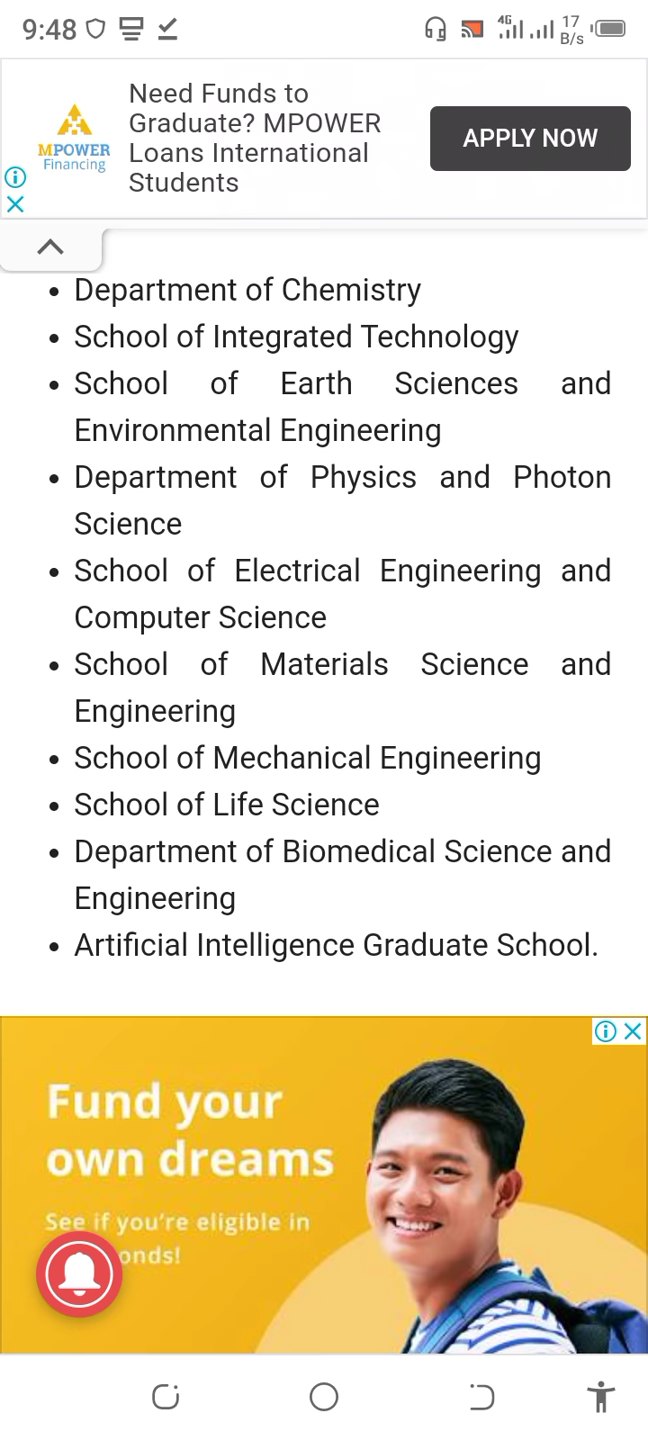 9:48
4G
17
B/s
Need Funds to
Graduate? MPOWER
Loans International
Students
MPOWER
Financing
APPLY NOW
• Department of Chemistry
• School of Integrated Technology
• School of Earth Sciences and
Environmental Engineering
• Department of Physics and Photon
Science
• School of Electrical Engineering and
Computer Science
• School of Materials Science and
Engineering
• School of Mechanical Engineering
• School of Life Science
• Department of Biomedical Science and
Engineering
• Artificial Intelligence Graduate School.
Fund your
own dreams
See if you're eligible in
onds!